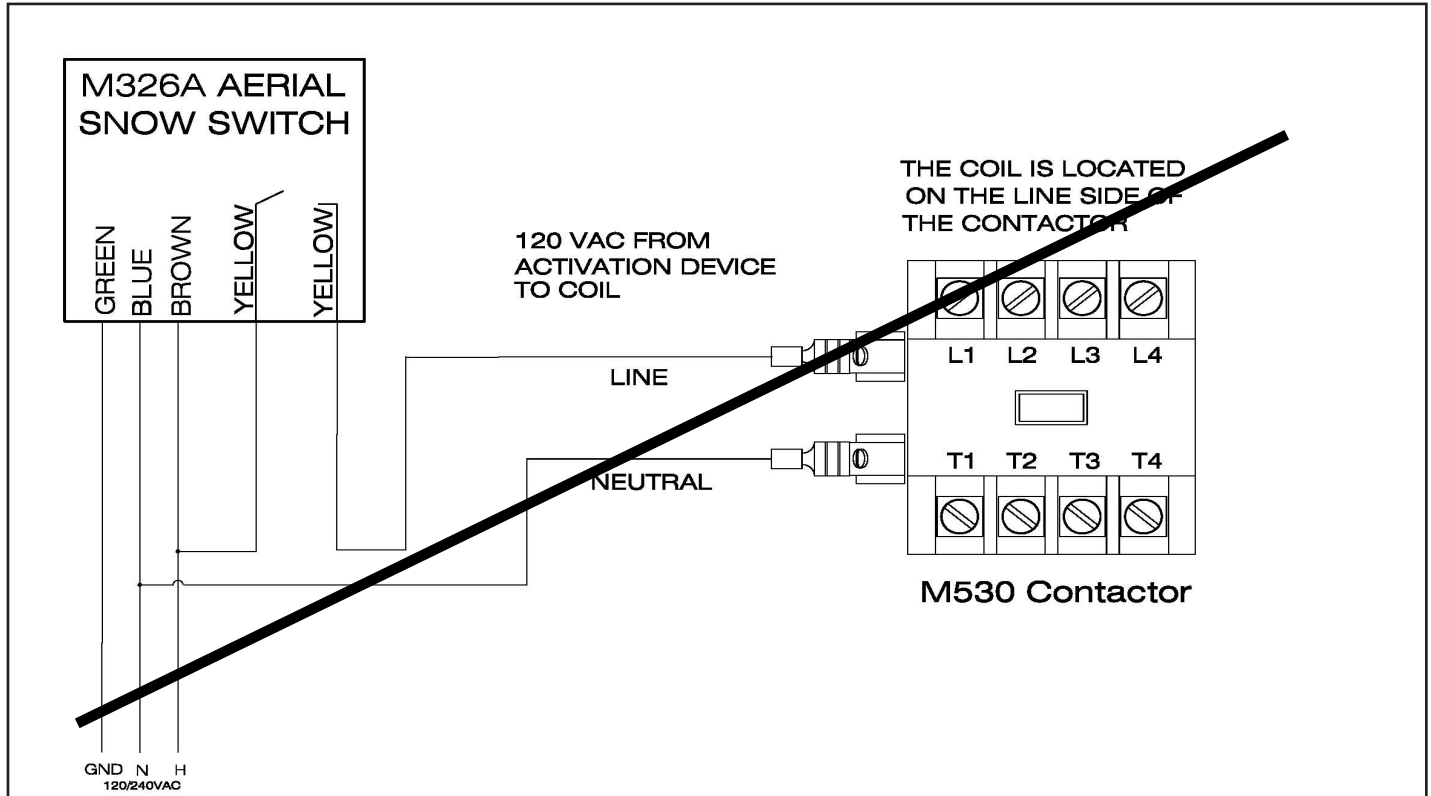 M326A AERIAL
SNOW SWITCH
GREEN
BLUE
BROWN
YELLOW
YELLOW
THE COIL IS LOCATED
ON THE LINE SIDE OF
THE CONTACTOR
120 VAC FROM
ACTIVATION DEVICE
TO COIL
LINE
NEUTRAL
L1 L2 L3 L4
T1 T2 T3 T4
M530 Contactor
GND N H
120/240VAC